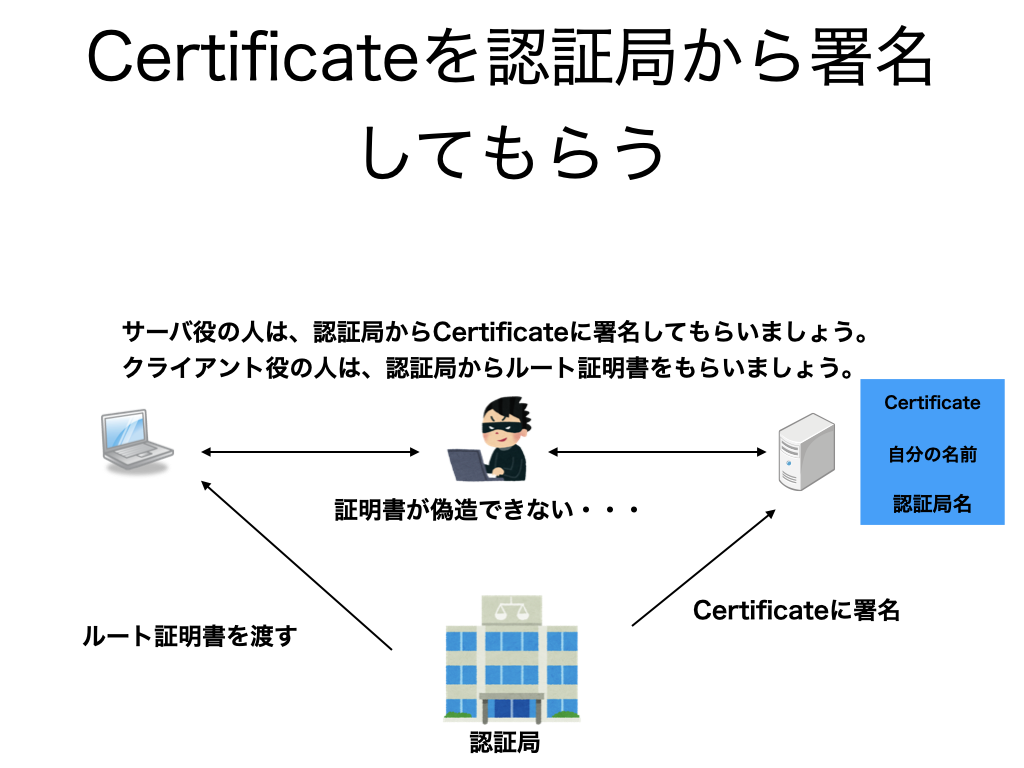 Certificateを認証局から署名
してもらう
サーバ役の人は、認証局からCertificateに署名してもらいましょう。
クライアント役の人は、認証局からルート証明書をもらいましょう。
Certificate
自分の名前
認証局名
証明書が偽造できない・・・
Certificateに署名
ルート証明書を渡す
認証局